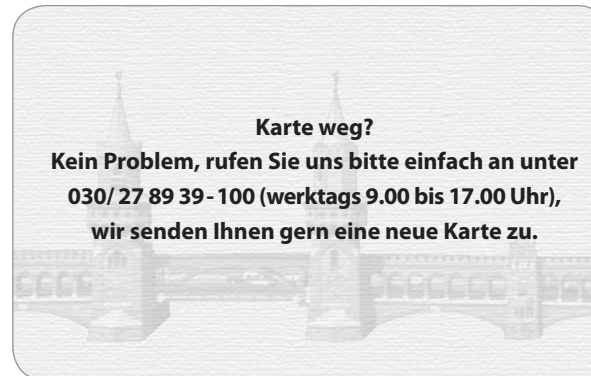 Karte weg?
Kein Problem, rufen Sie uns bitte einfach an unter
030/ 27 89 39 - 100 (werktags 9.00 bis 17.00 Uhr),
wir senden Ihnen gern eine neue Karte zu.